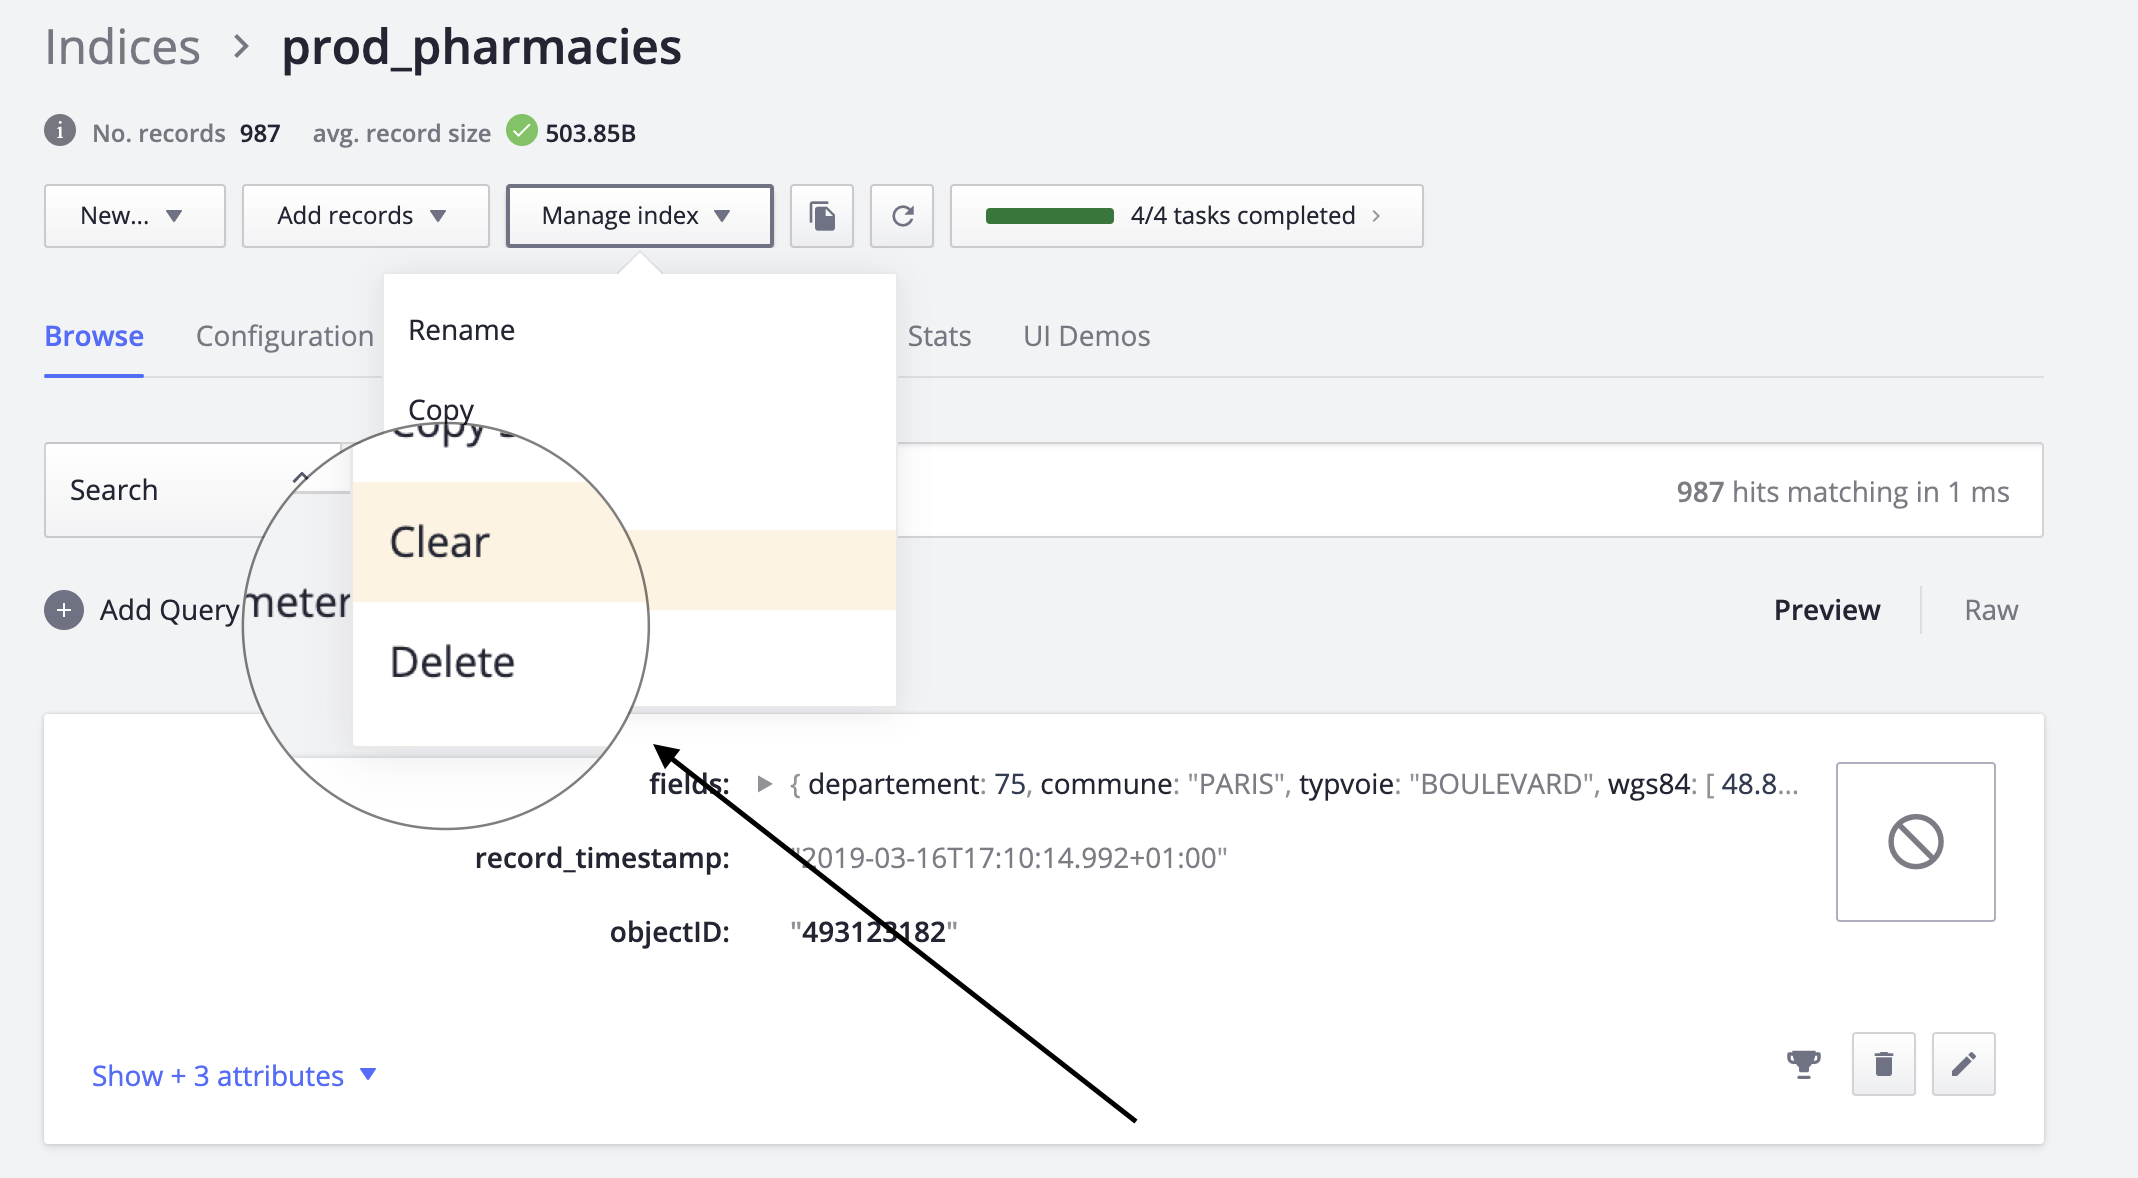 Indices > prod_pharmacies
No. records 987 avg. record size 503.85B
New... Add records Manage index 4/4 tasks completed
Rename
Browse Configuration Stats UI Demos
Copy
Copy
Search 987 hits matching in 1 ms
Clear
Add Query meter Preview Raw
Delete
fields: { departement: 75, commune: "PARIS", typvoie: "BOULEVARD", wgs84: [ 48.8...
record_timestamp: "2019-03-16T17:10:14.992+01:00"
objectID: "493123182"
Show + 3 attributes